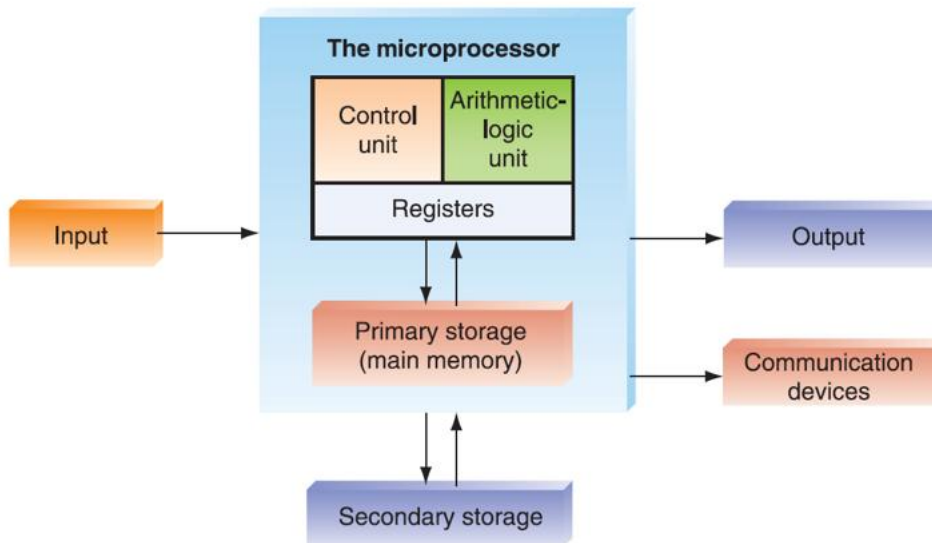 The microprocessor
Control
unit
Arithmetic-
logic
unit
Registers
Input
Output
Primary storage
(main memory)
Communication
devices
Secondary storage